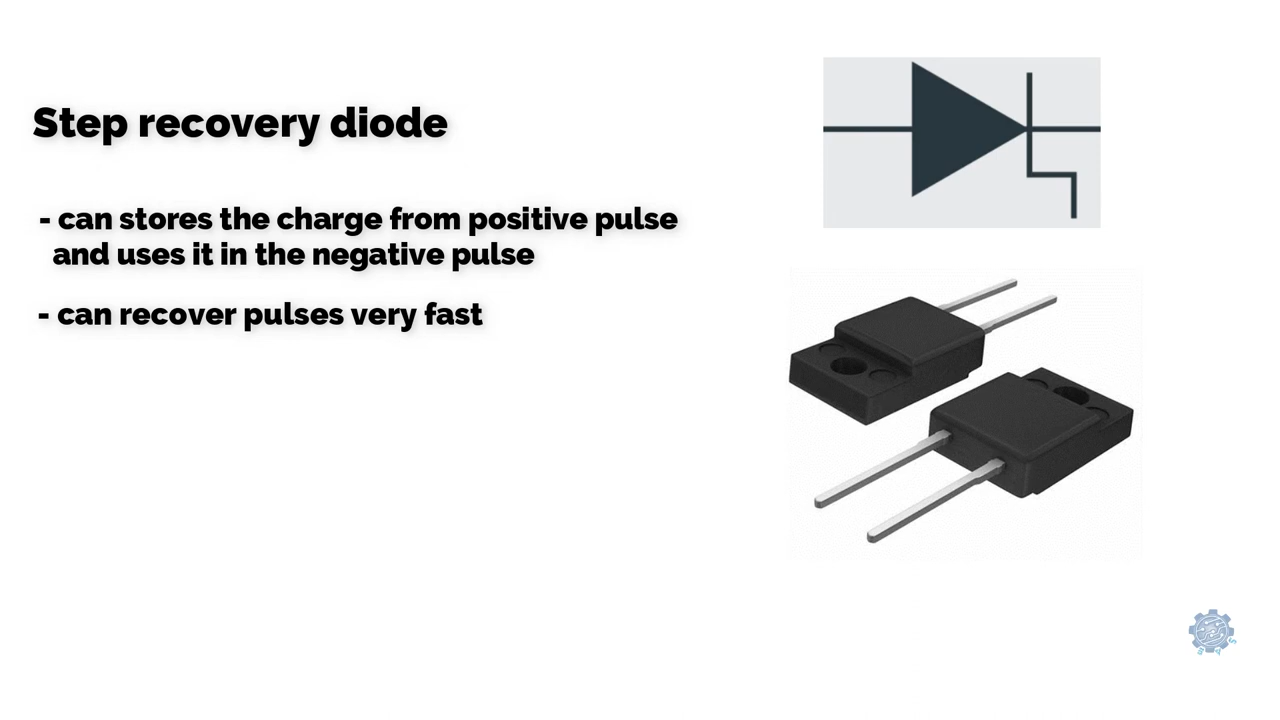 Step recovery diode
- can stores the charge from positive pulse
and uses it in the negative pulse
- can recover pulses very fast